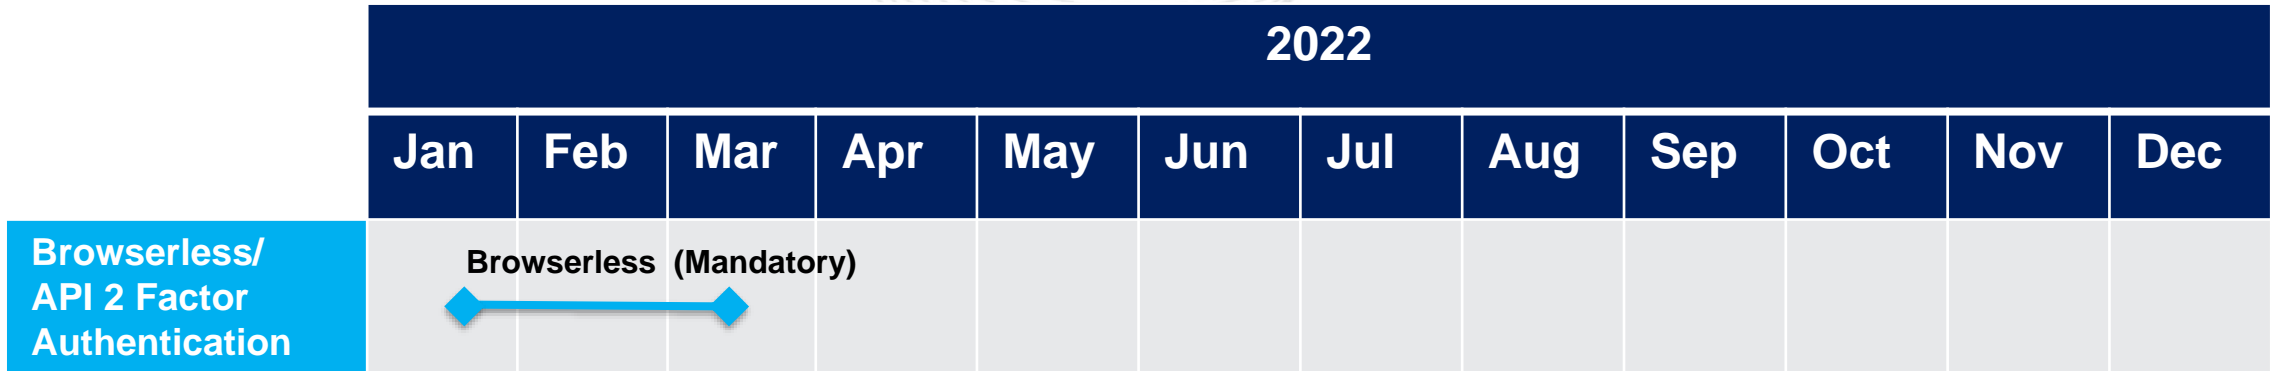 2022
Jan Feb Mar Apr May Jun Jul Aug Sep Oct Nov Dec
Browserless/
API 2 Factor
Authentication
Browserless (Mandatory)